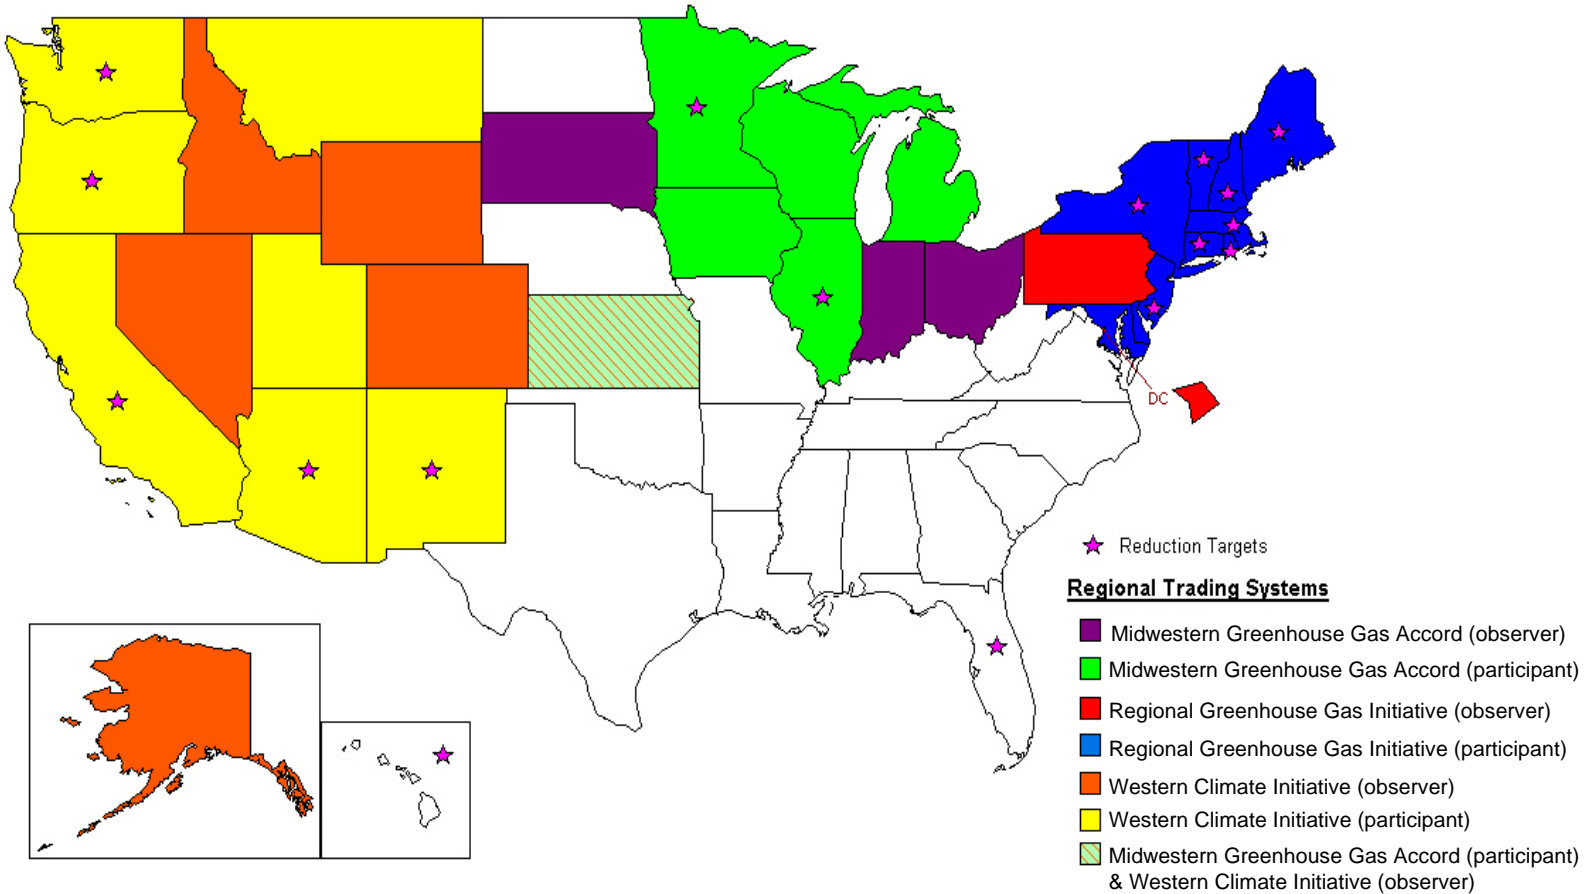 DC
Reduction Targets
Regional Trading Systems
Midwestern Greenhouse Gas Accord (observer)
Midwestern Greenhouse Gas Accord (participant)
Regional Greenhouse Gas Initiative (observer)
Regional Greenhouse Gas Initiative (participant)
Western Climate Initiative (observer)
Western Climate Initiative (participant)
Midwestern Greenhouse Gas Accord (participant)
& Western Climate Initiative (observer)